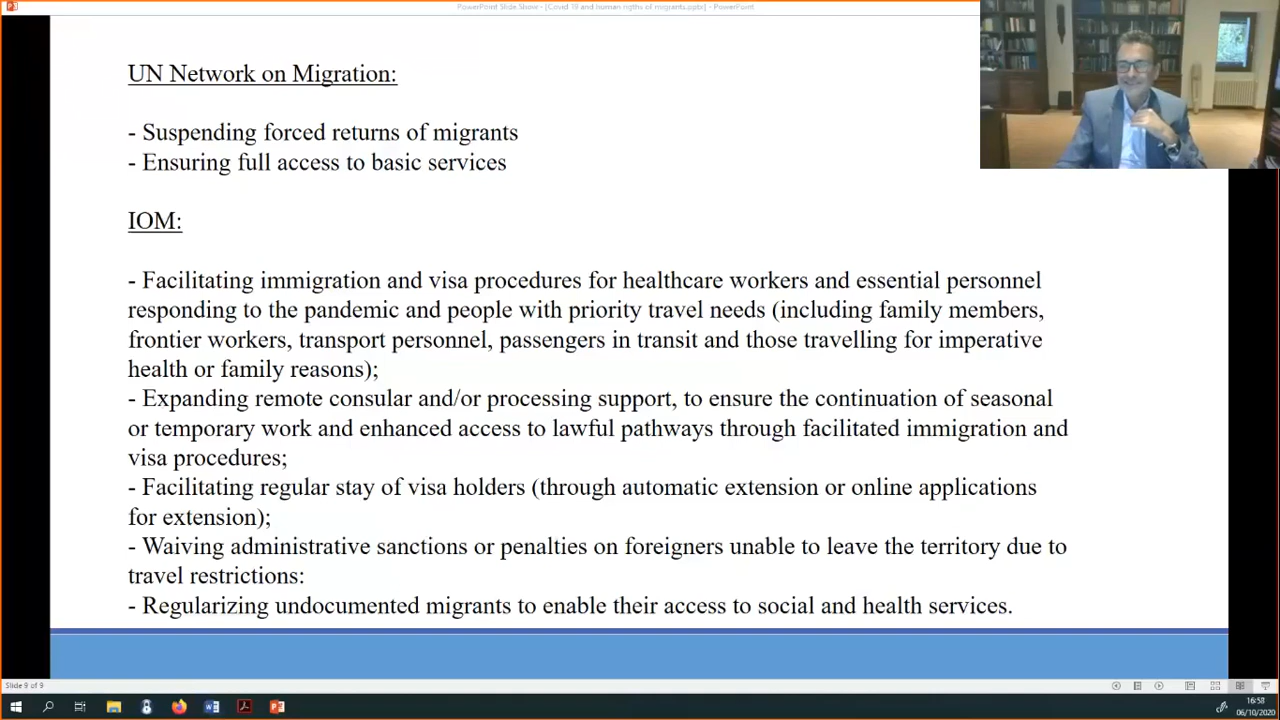 PowerPoint Slide Show - [Covid 19 and human rigths of migrants.pptx] - PowerPoint
UN Network on Migration:
- Suspending forced returns of migrants
- Ensuring full access to basic services
IOM:
- Facilitating immigration and visa procedures for healthcare workers and essential personnel
responding to the pandemic and people with priority travel needs (including family members,
frontier workers, transport personnel, passengers in transit and those travelling for imperative
health or family reasons);
- Expanding remote consular and/or processing support, to ensure the continuation of seasonal
or temporary work and enhanced access to lawful pathways through facilitated immigration and
visa procedures;
- Facilitating regular stay of visa holders (through automatic extension or online applications
for extension);
- Waiving administrative sanctions or penalties on foreigners unable to leave the territory due to
travel restrictions:
- Regularizing undocumented migrants to enable their access to social and health services.
Slide 9 of 9
16:58
06/10/2020